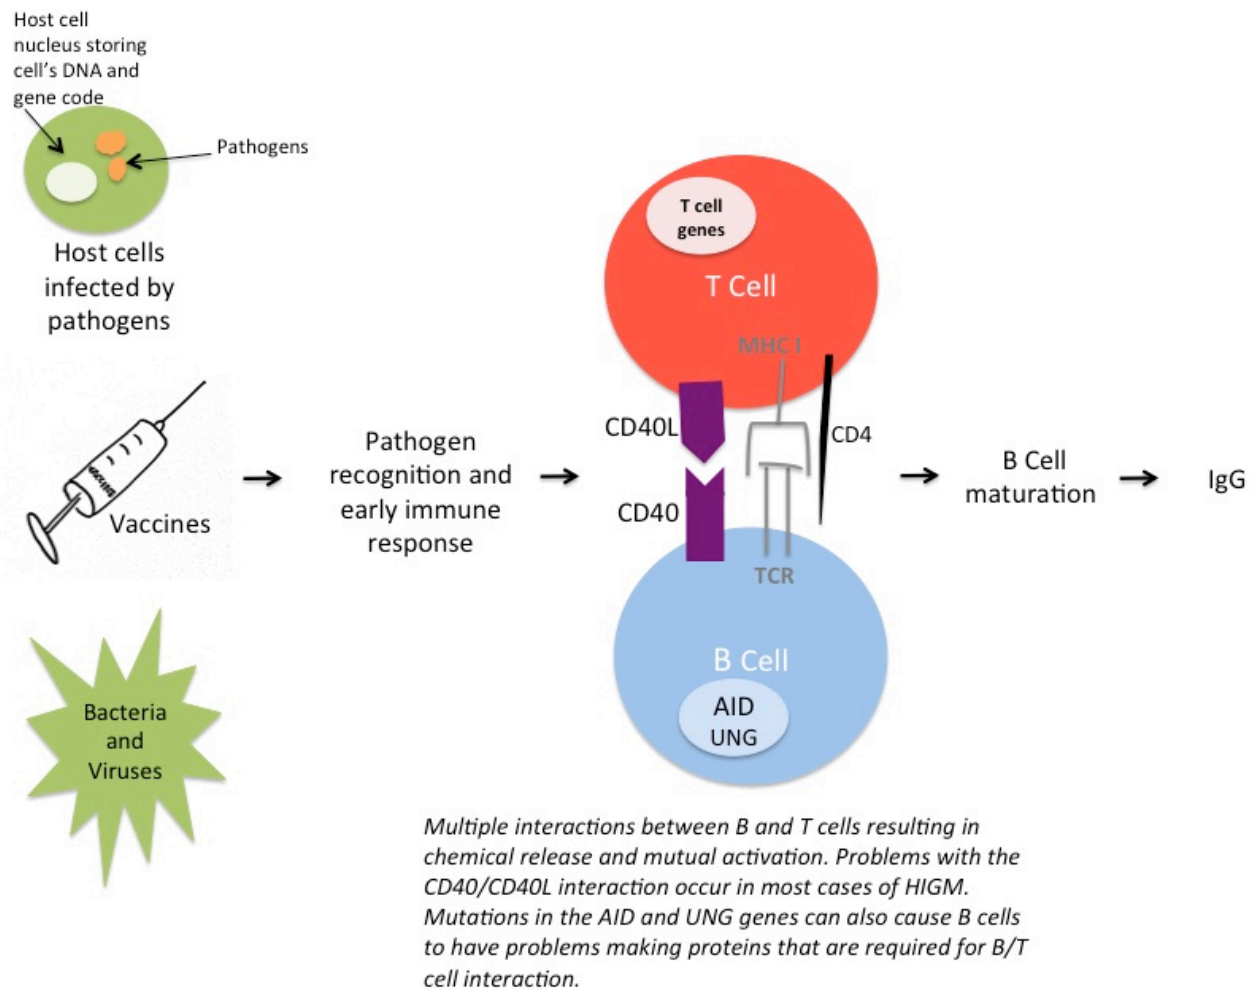 Host cell
nucleus storing
cell's DNA and
gene code
Pathogens
Host cells
infected by
pathogens
Vaccines
Bacteria
and
Viruses
Pathogen
recognition and
early immune
response
T cell
genes
T Cell
MHC I
CD40L
CD4
CD40
TCR
B Cell
AID
UNG
B Cell
maturation
IgG
Multiple interactions between B and T cells resulting in
chemical release and mutual activation. Problems with the
CD40/CD40L interaction occur in most cases of HIGM.
Mutations in the AID and UNG genes can also cause B cells
to have problems making proteins that are required for B/T
cell interaction.